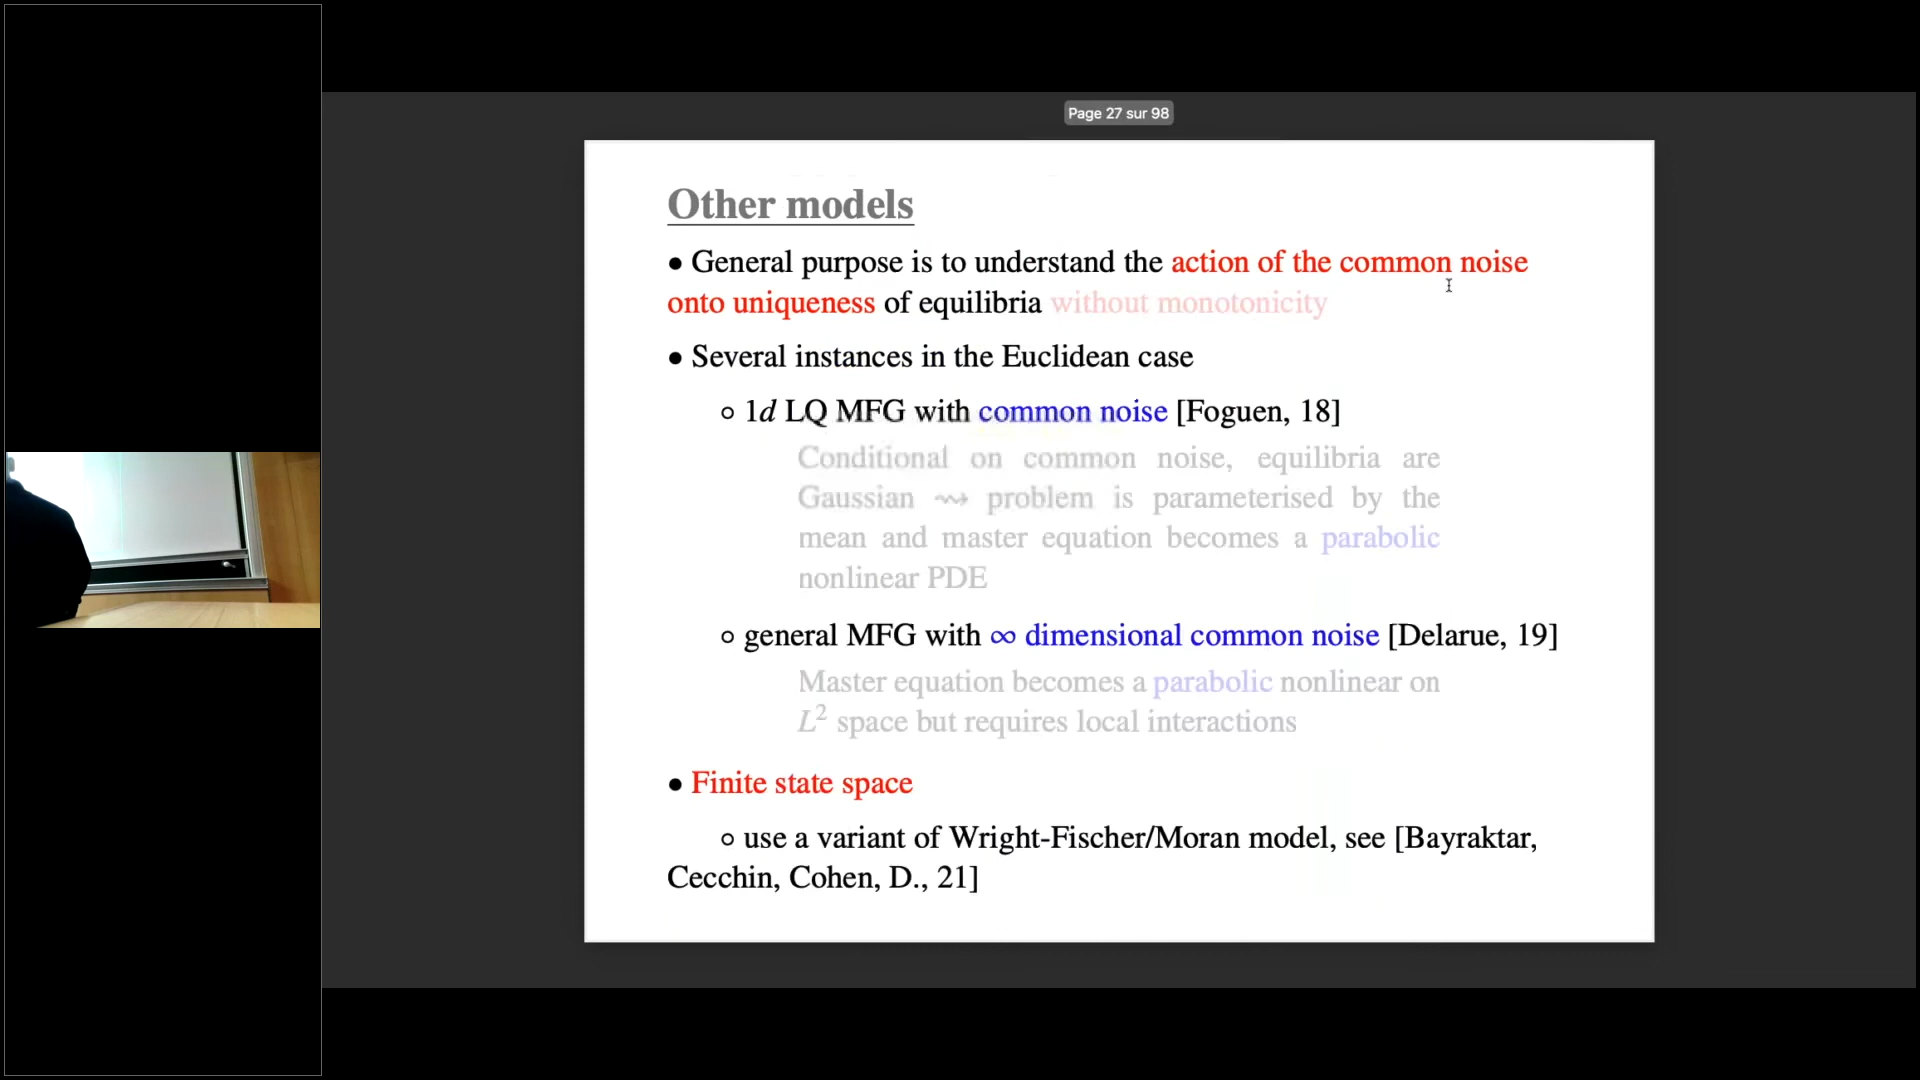 Page 27 sur 98
Other models
• General purpose is to understand the action of the common noise
onto uniqueness of equilibria without monotonicity
• Several instances in the Euclidean case
◦ 1d LQ MFG with common noise [Foguen, 18]
Conditional on common noise, equilibria are
Gaussian ⇝ problem is parameterised by the
mean and master equation becomes a parabolic
nonlinear PDE
◦ general MFG with ∞ dimensional common noise [Delarue, 19]
Master equation becomes a parabolic nonlinear on
L² space but requires local interactions
• Finite state space
◦ use a variant of Wright-Fischer/Moran model, see [Bayraktar,
Cecchin, Cohen, D., 21]